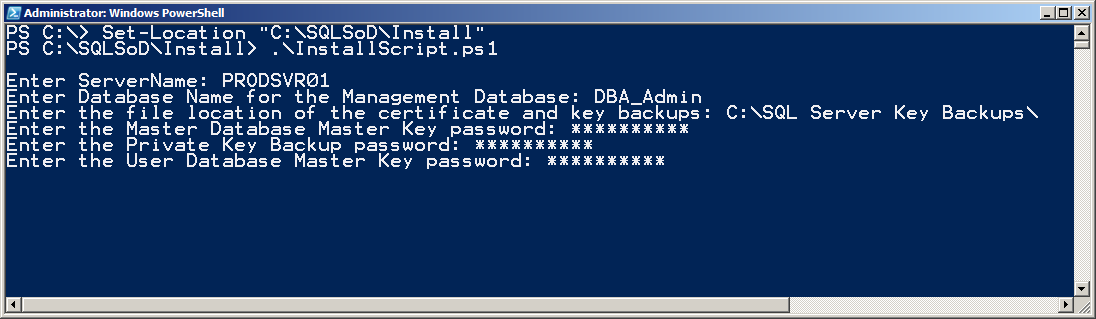 Administrator: Windows PowerShell
PS C:\> Set-Location "C:\SQLSoD\Install"
PS C:\SQLSoD\Install> .\InstallScript.ps1
Enter ServerName: PRODSVR01
Enter Database Name for the Management Database: DBA_Admin
Enter the file location of the certificate and key backups: C:\SQL Server Key Backups\
Enter the Master Database Master Key password: **********
Enter the Private Key Backup password: **********
Enter the User Database Master Key password: **********